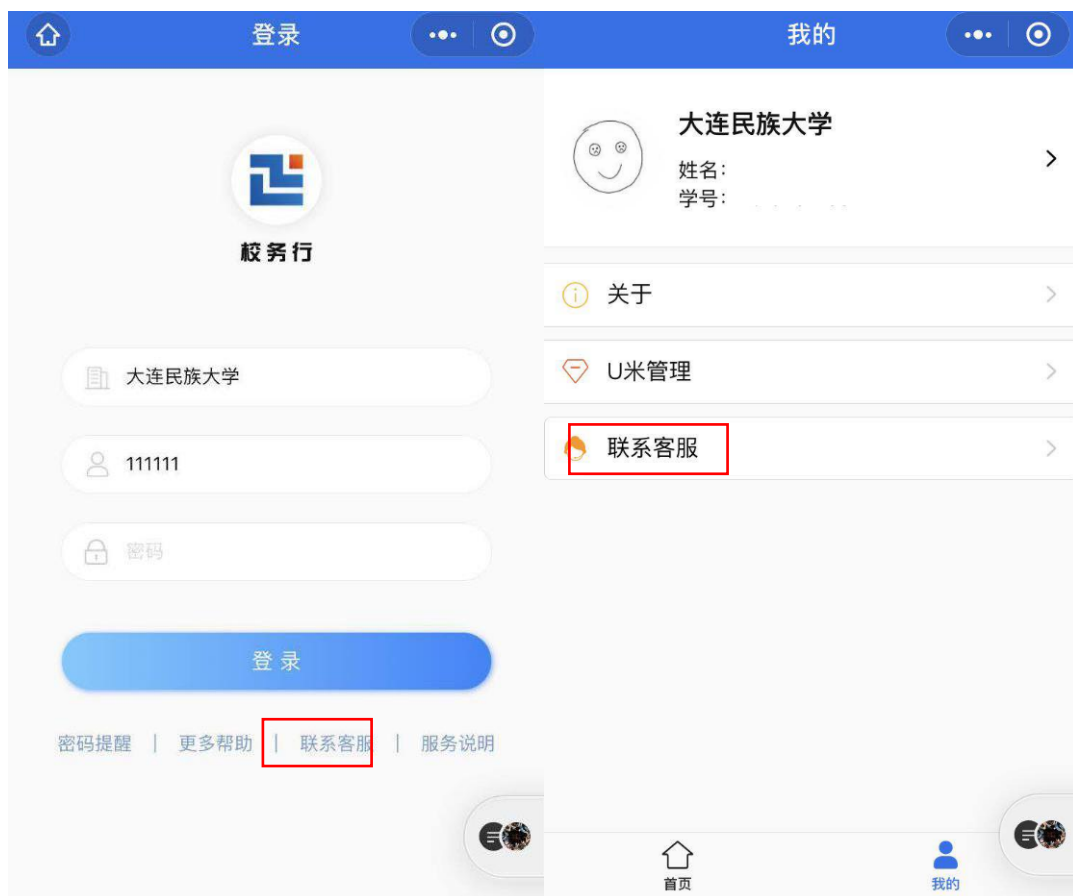 登录
校务行
大连民族大学
111111
密码
登 录
密码提醒 | 更多帮助 | 联系客服 | 服务说明
我的
大连民族大学
姓名：
学号：
关于
U米管理
联系客服
首页
我的